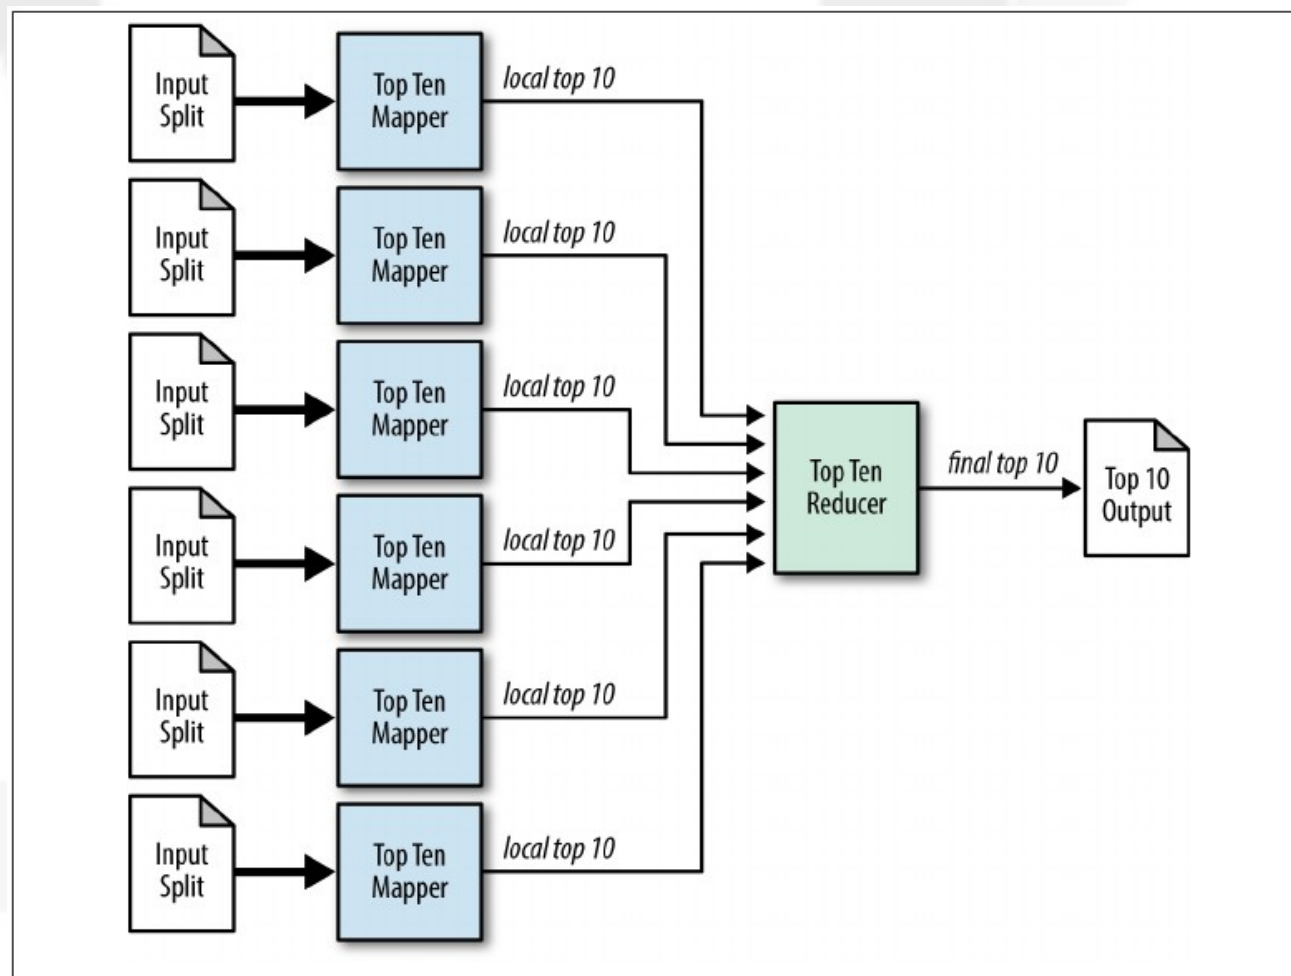 Input
Split
Top Ten
Mapper
local top 10
Input
Split
Top Ten
Mapper
local top 10
Input
Split
Top Ten
Mapper
local top 10
Input
Split
Top Ten
Mapper
local top 10
Input
Split
Top Ten
Mapper
local top 10
Input
Split
Top Ten
Mapper
local top 10
Top Ten
Reducer
final top 10
Top 10
Output